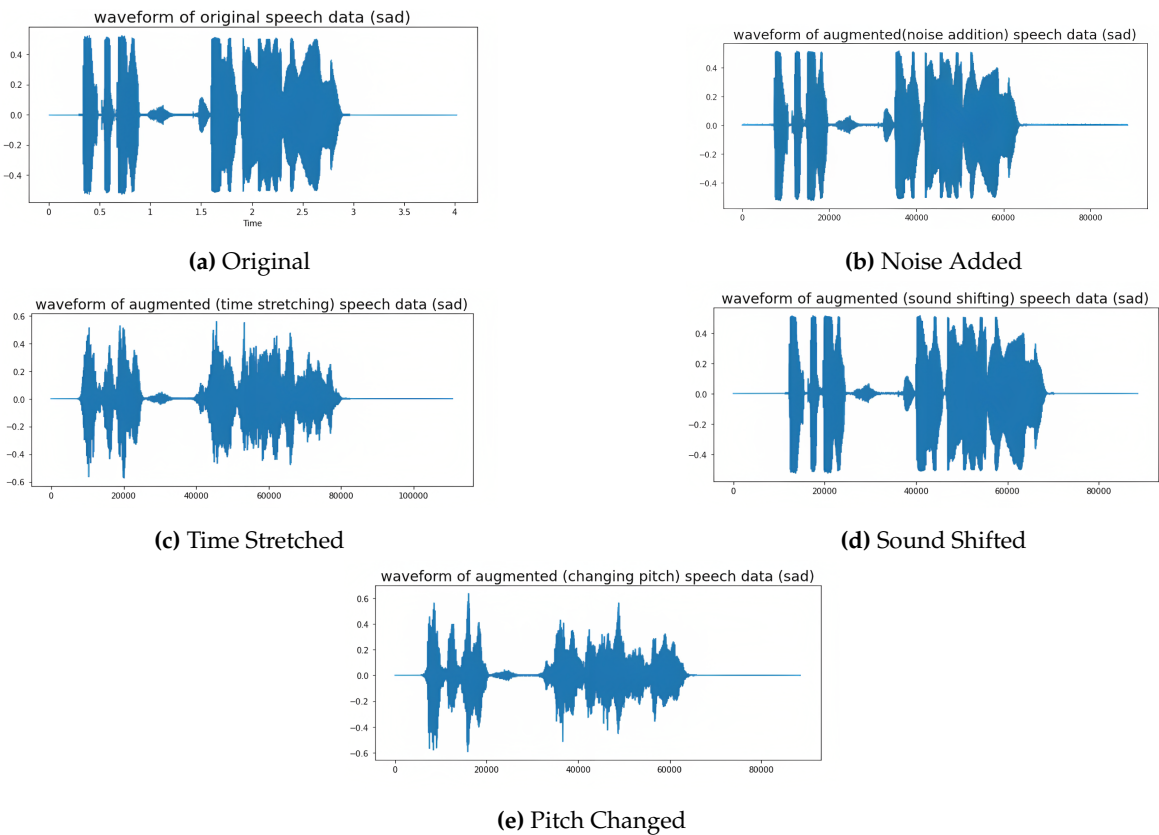 waveform of original speech data (sad)
0.4
0.2
0.0
−0.2
−0.4
0 0.5 1 1.5 2 2.5 3 3.5 4
Time
(a) Original
waveform of augmented(noise addition) speech data (sad)
0.4
0.2
0.0
−0.2
−0.4
0 20000 40000 60000 80000
(b) Noise Added
waveform of augmented (time stretching) speech data (sad)
0.6
0.4
0.2
0.0
−0.2
−0.4
−0.6
0 20000 40000 60000 80000 100000
(c) Time Stretched
waveform of augmented (sound shifting) speech data (sad)
0.4
0.2
0.0
−0.2
−0.4
0 20000 40000 60000 80000
(d) Sound Shifted
waveform of augmented (changing pitch) speech data (sad)
0.6
0.4
0.2
0.0
−0.2
−0.4
−0.6
0 20000 40000 60000 80000
(e) Pitch Changed